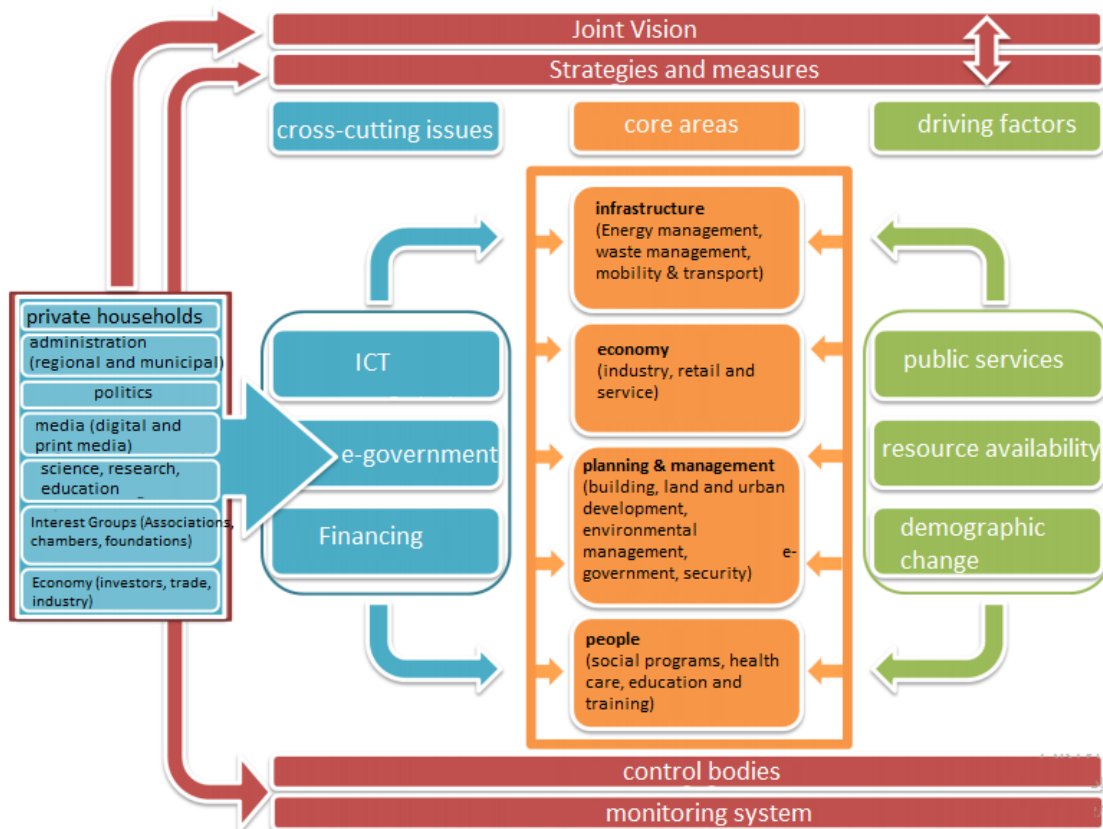 Joint Vision
Strategies and measures
cross-cutting issues
core areas
driving factors
private households
administration
(regional and municipal)
politics
media (digital and
print media)
science, research,
education
Interest Groups (Associations,
chambers, foundations)
Economy (investors, trade,
industry)
ICT
e-government
Financing
infrastructure
(Energy management,
waste management,
mobility & transport)
economy
(industry, retail and
service)
planning & management
(building, land and urban
development,
environmental
management, e-
government, security)
people
(social programs, health
care, education and
training)
public services
resource availability
demographic
change
control bodies
monitoring system